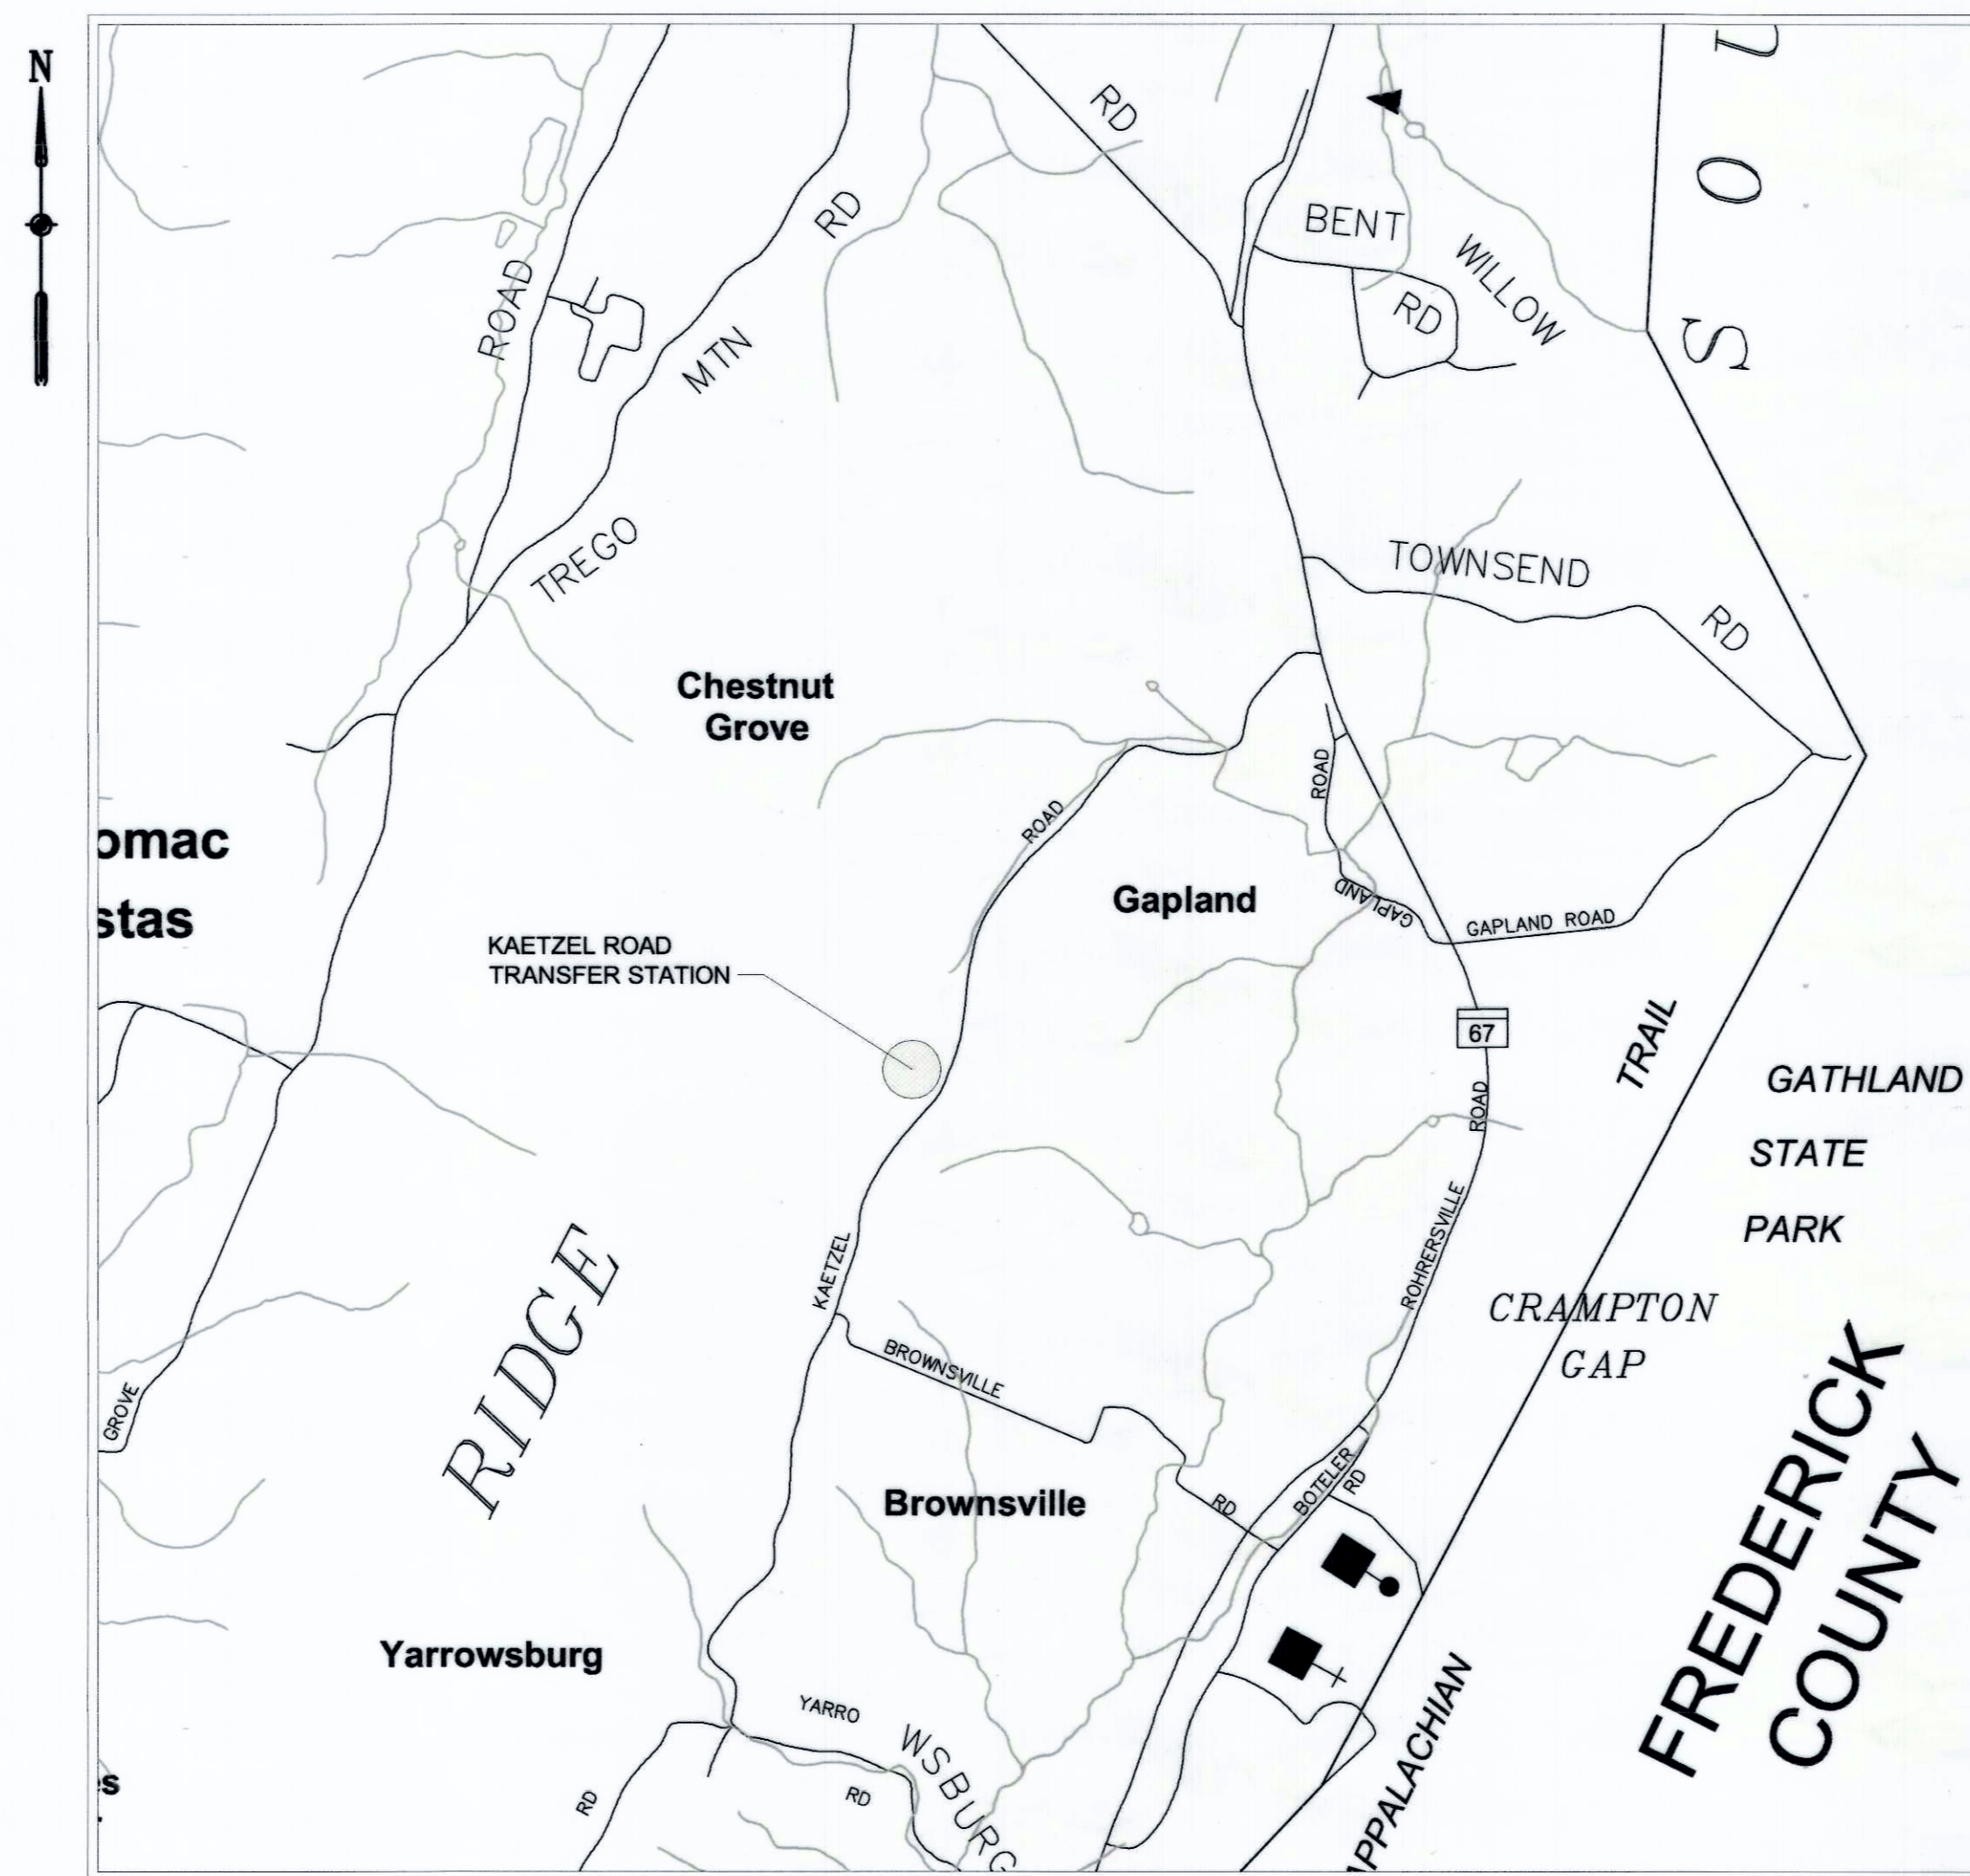 N
RD
RD
BENT
WILLOW
RD
ROAD
MTN
S O
TREGO
TOWNSEND
RD
Chestnut
Grove
ROAD
ROAD
omac
stas
Gapland
GAPLAND
GAPLAND ROAD
KAETZEL ROAD
TRANSFER STATION
67
TRAIL
ROAD
GATHLAND
STATE
PARK
ROHRERSVILLE
KAETZEL
RIDGE
CRAMPTON
GAP
BROWNSVILLE
GROVE
FREDERICK
COUNTY
Brownsville
RD
BOTELER
RD
Yarrowsburg
YARRO
WSBURG
RD
RD
APPALACHIAN
s